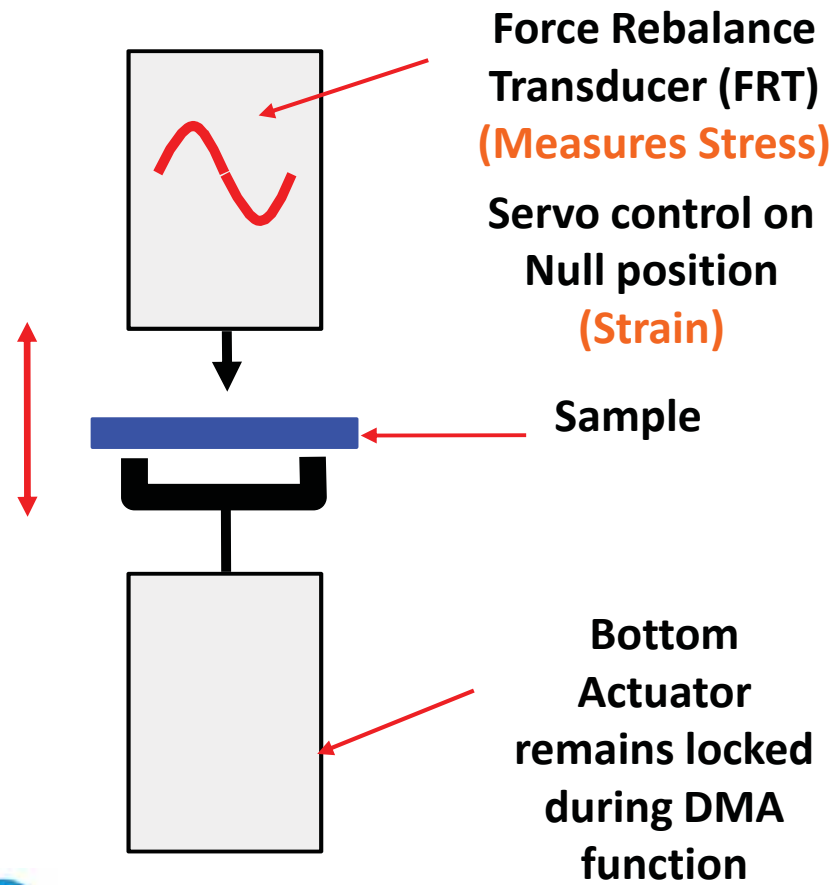 Force Rebalance
Transducer (FRT)
(Measures Stress)
Servo control on
Null position
(Strain)
Sample
Bottom
Actuator
remains locked
during DMA
function